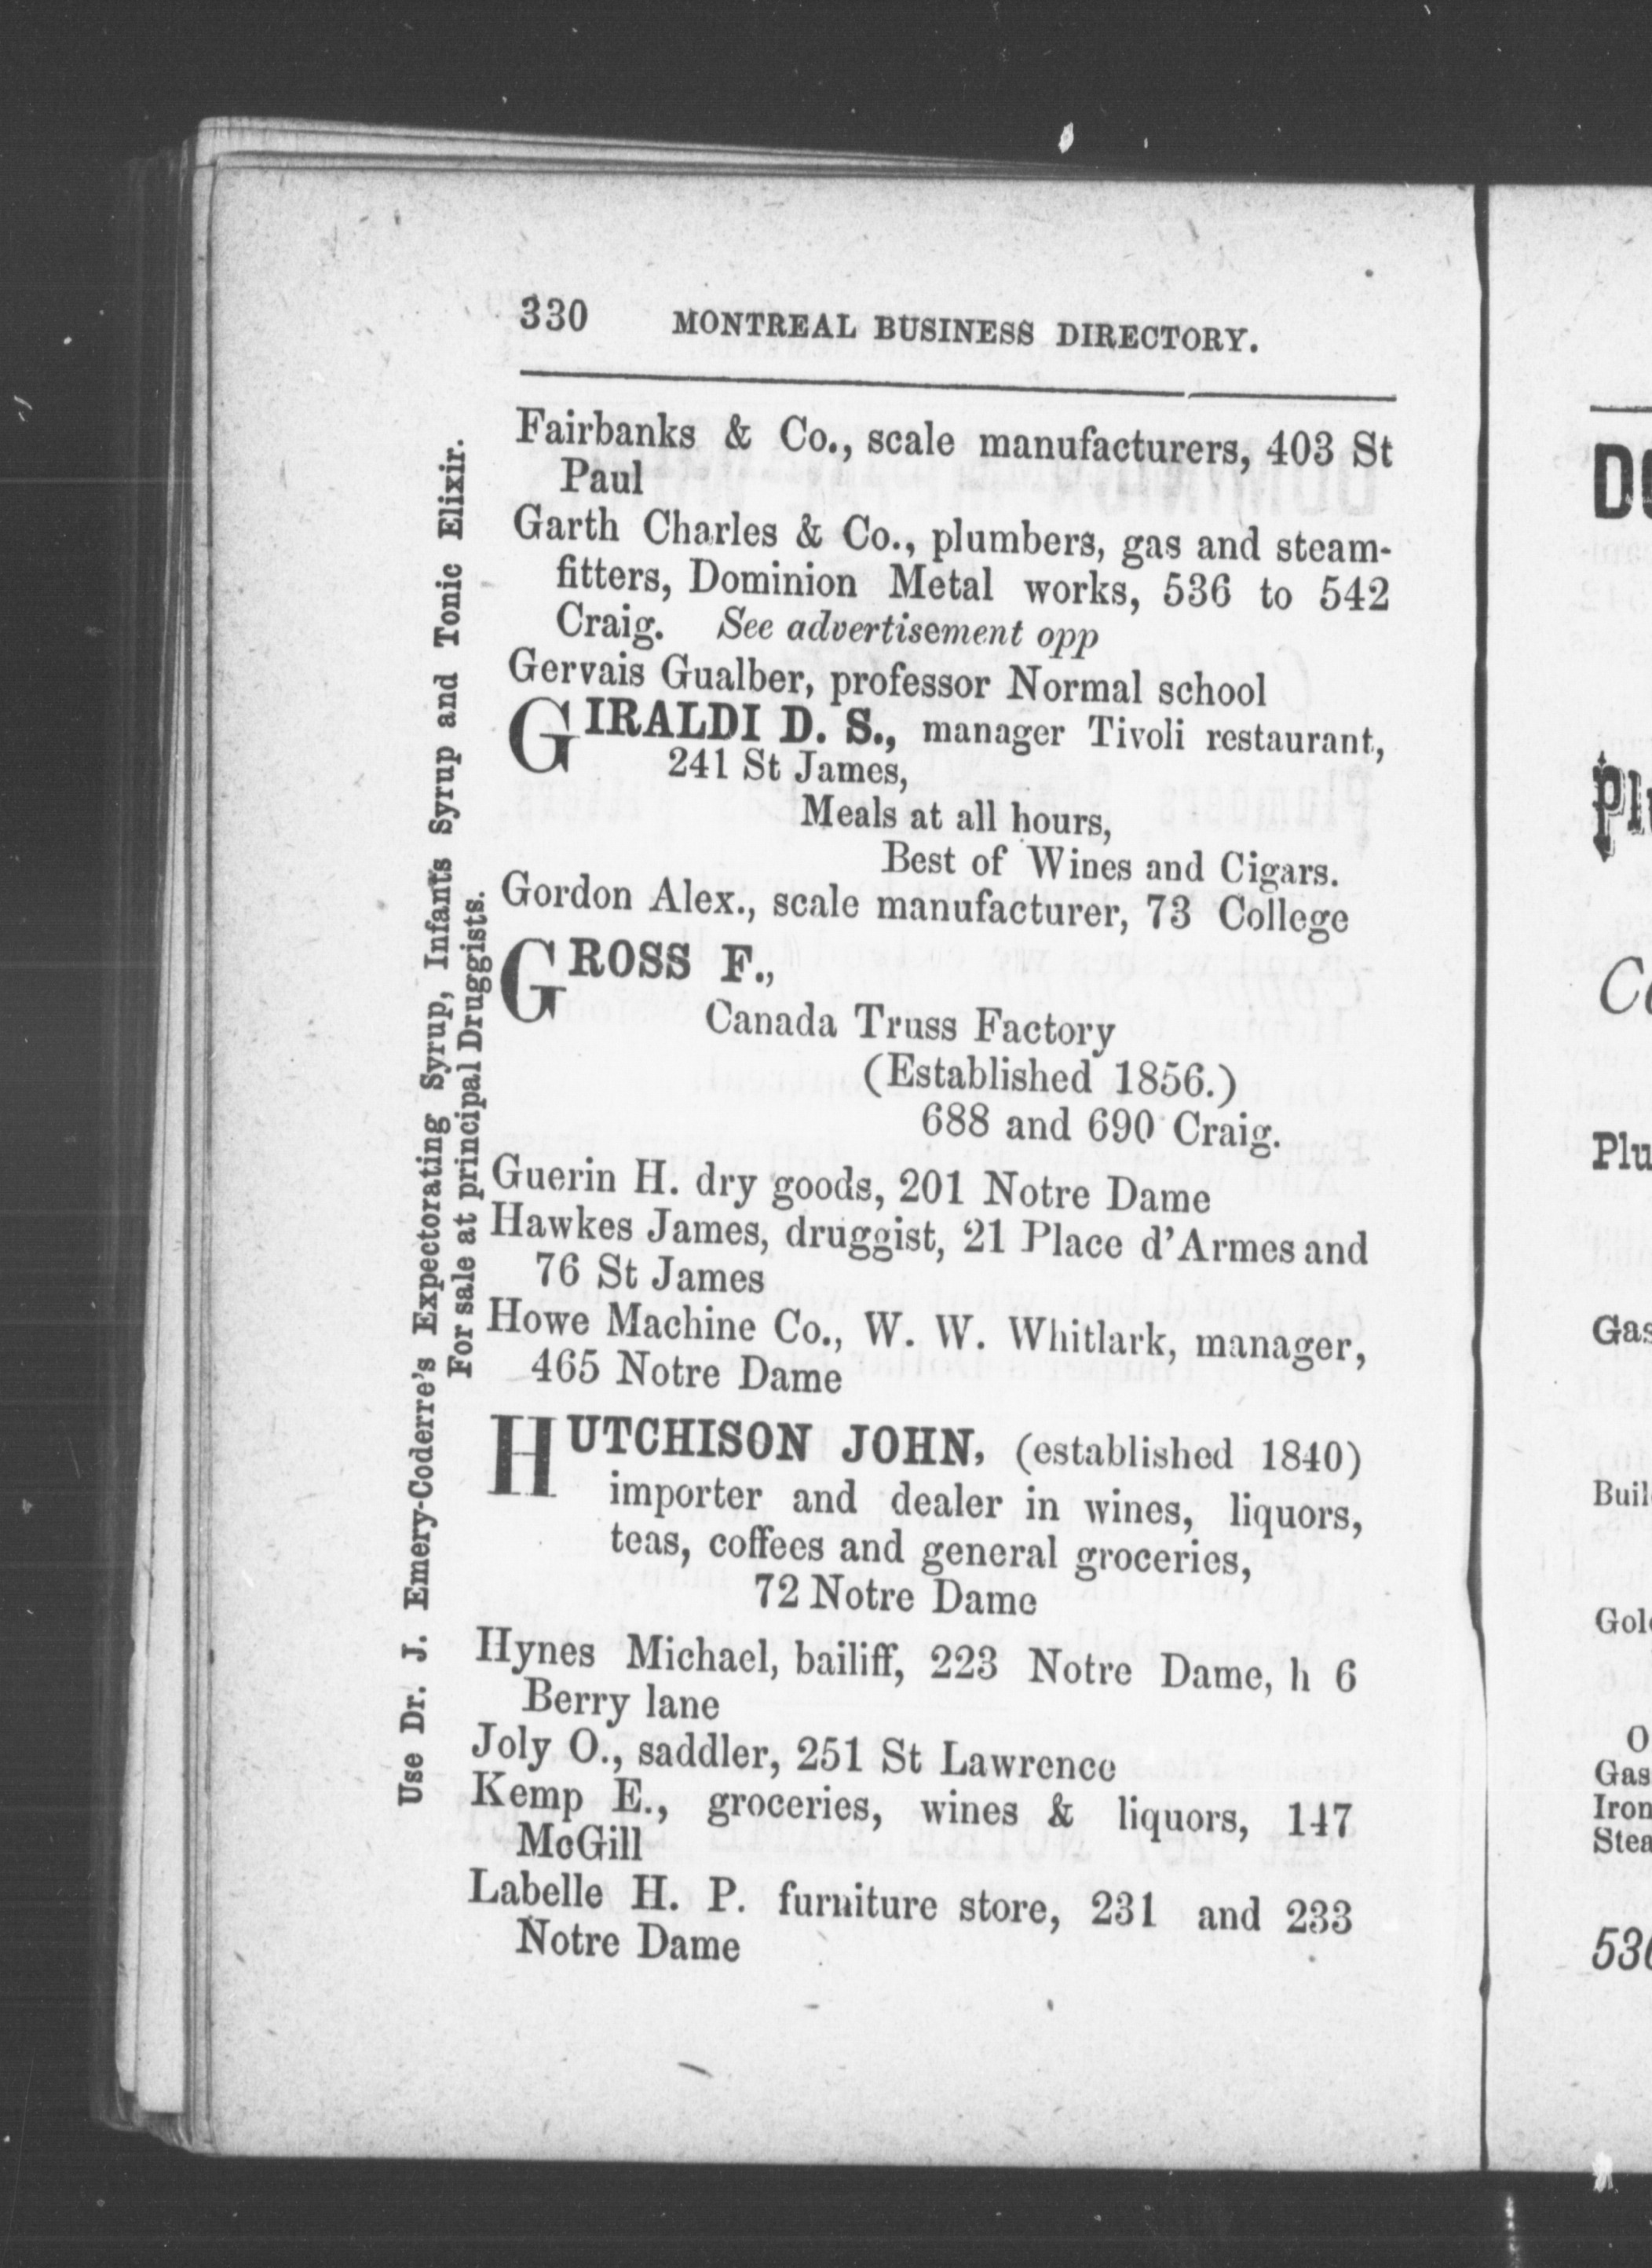 330 MONTREAL BUSINESS DIRECTORY.
Fairbanks & Co., scale manufacturers, 403 St
Paul
Garth Charles & Co., plumbers, gas and steam-
fitters, Dominion Metal works, 536 to 542
Craig. See advertisement opp
Gervais Gualber, professor Normal school
GIRALDI D. S., manager Tivoli restaurant,
241 St James,
Meals at all hours,
Best of Wines and Cigars.
Gordon Alex., scale manufacturer, 73 College
GROSS F.,
Canada Truss Factory
(Established 1856.)
688 and 690 Craig.
Guerin H. dry goods, 201 Notre Dame
Hawkes James, druggist, 21 Place d'Armes and
76 St James
Howe Machine Co., W. W. Whitlark, manager,
465 Notre Dame
HUTCHISON JOHN, (established 1840)
importer and dealer in wines, liquors,
teas, coffees and general groceries,
72 Notre Dame
Hynes Michael, bailiff, 223 Notre Dame, h 6
Berry lane
Joly O., saddler, 251 St Lawrence
Kemp E., groceries, wines & liquors, 147
McGill
Labelle H. P. furniture store, 231 and 233
Notre Dame
Use Dr. J. Emery-Coderre's Expectorating Syrup, Infants Syrup and Tonic Elixir.
For sale at principal Druggists.